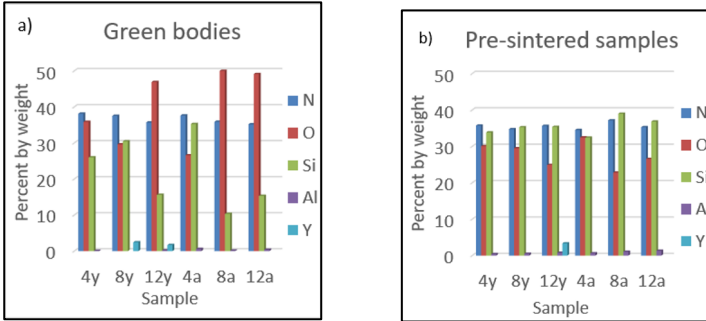 a)
Green bodies
50
40
30
20
10
0
Percent by weight
4y 8y 12y 4a 8a 12a
Sample
N
O
Si
Al
Y
b)
Pre-sintered samples
50
40
30
20
10
0
Percent by weight
4y 8y 12y 4a 8a 12a
Sample
N
O
Si
A
Y